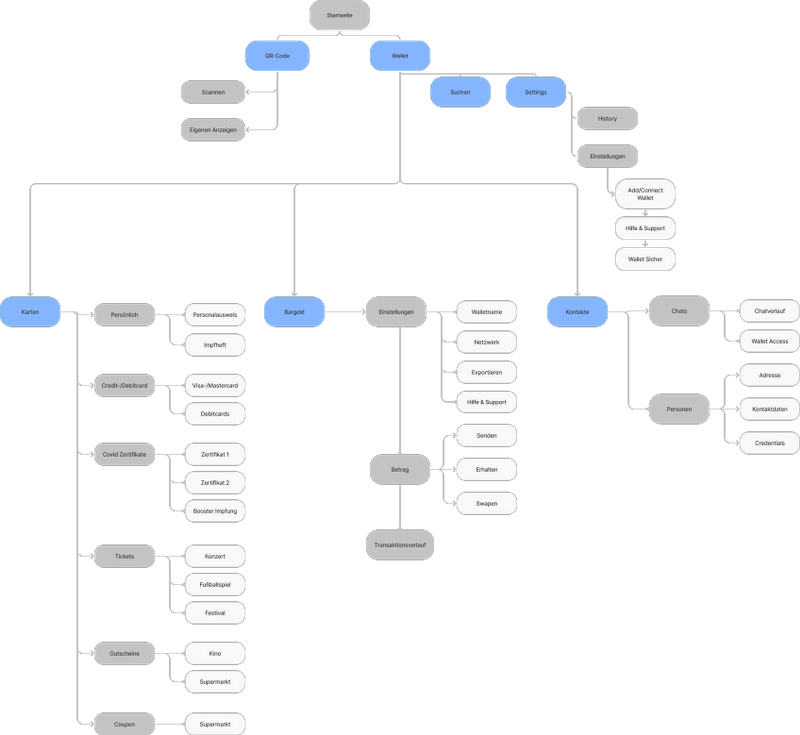 Startseite
QR-Code
Wallet
Scannen
Suchen
Settings
Eigenen Anzeigen
History
Einstellungen
Add/Connect
Wallet
Hilfe & Support
Wallet Sicher
Karten
Persönlich
Personalausweis
Impfheft
Credit-/Debitcard
Visa-/Mastercard
Debitcards
Covid Zertifikate
Zertifikat 1
Zertifikat 2
Booster Impfung
Tickets
Konzert
Fußballspiel
Festival
Gutscheine
Kino
Supermarkt
Coupon
Supermarkt
Bargeld
Einstellungen
Walletname
Netzwerk
Exportieren
Hilfe & Support
Betrag
Senden
Erhalten
Swapen
Transaktionsverlauf
Kontakte
Chats
Chatverlauf
Wallet Access
Personen
Adresse
Kontaktdaten
Credentials